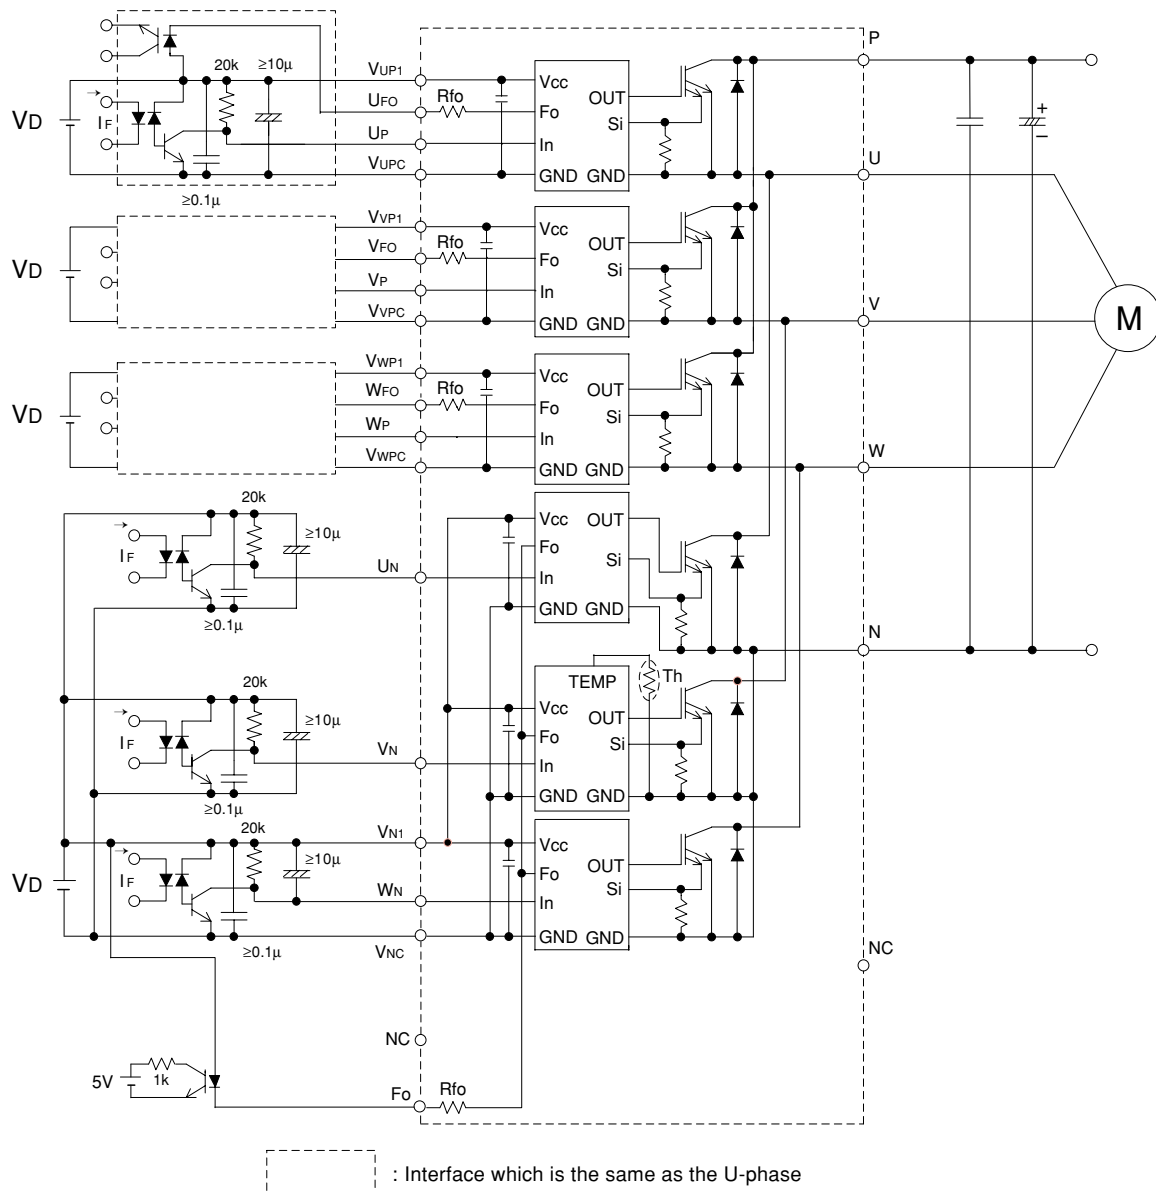 P
20k
≥10μ
VUP1
Vcc
UFO
Rfo
Fo
OUT
VD
IF
UP
In
Si
+
−
U
VUPC
GND
GND
≥0.1μ
VVP1
Vcc
VFO
Rfo
Fo
OUT
VD
Si
VP
In
V
VVPC
GND
GND
M
VWP1
Vcc
WFO
Rfo
Fo
OUT
VD
Si
WP
In
W
VWPC
GND
GND
20k
≥10μ
Vcc
OUT
IF
Fo
Si
UN
In
GND
GND
≥0.1μ
N
TEMP
Th
20k
≥10μ
Vcc
OUT
IF
Fo
Si
VN
In
GND
GND
≥0.1μ
20k
VN1
Vcc
≥10μ
OUT
VD
IF
Fo
Si
WN
In
GND
GND
≥0.1μ
VNC
NC
NC
5V
1k
Fo
Rfo
: Interface which is the same as the U-phase